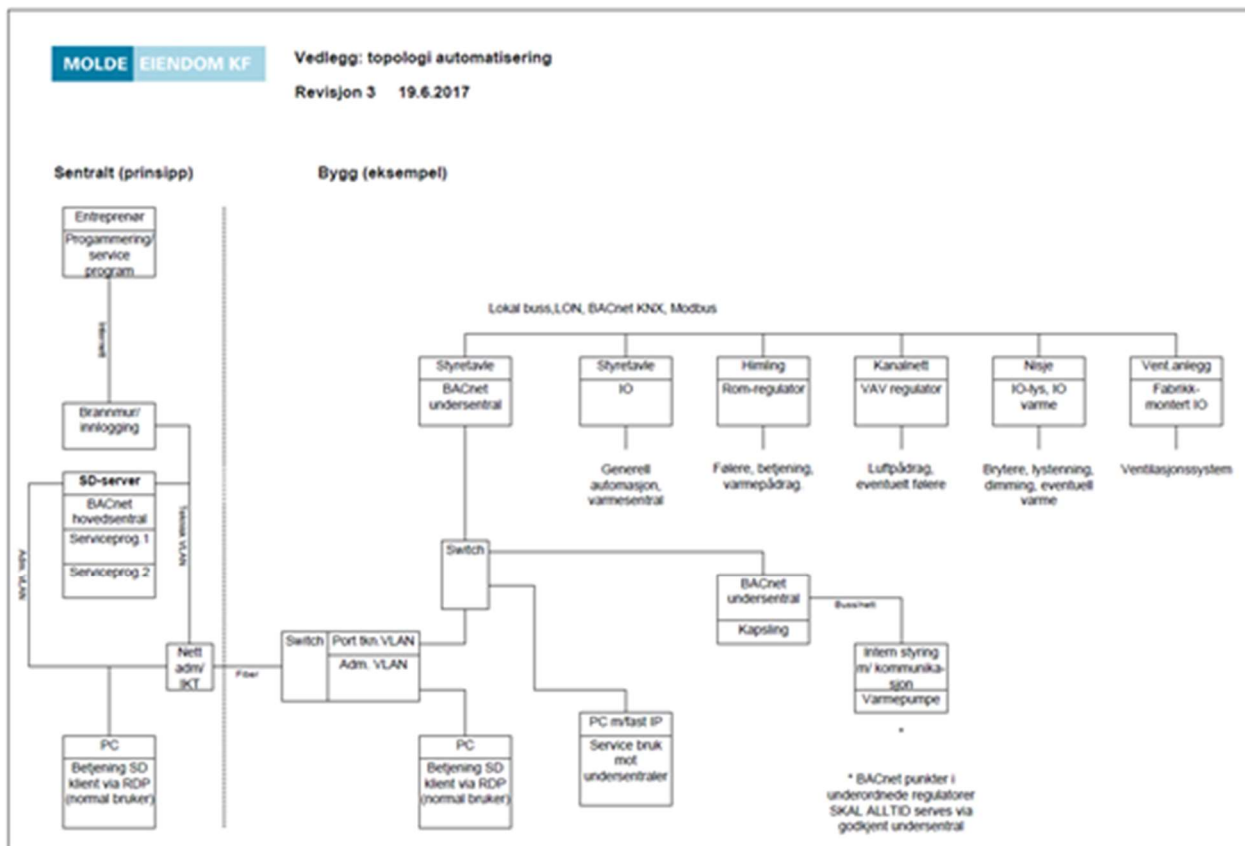 MOLDE EIENDOM KF
Vedlegg: topologi automatisering
Revisjon 3 19.6.2017
Sentralt (prinsipp)
Bygg (eksempel)
Entreprenør
Progammering/
service
program
Internett
Brannmur/
innlogging
SD-server
BACnet
hovedsentral
Serviceprog.1
Serviceprog.2
Adm. VLAN
Teknisk VLAN
Nett
adm/
IKT
Fiber
PC
Betjening SD
klient via RDP
(normal bruker)
Lokal buss,LON, BACnet KNX, Modbus
Styretavle
BACnet
undersentral
Styretavle
IO
Generell
automasjon,
varmesentral
Himling
Rom-regulator
Følere, betjening,
varmepådrag.
Kanalnett
VAV regulator
Luftpådrag,
eventuelt følere
Nisje
IO-lys, IO
varme
Brytere, lystenning,
dimming, eventuell
varme
Vent.anlegg
Fabrikk-
montert IO
Ventilasjonssystem
Switch
BACnet
undersentral
Kapsling
Buss/nett
Intern styring
m/ kommunika-
sjon
Varmepumpe
*
Switch
Port tkn.VLAN
Adm. VLAN
PC
Betjening SD
klient via RDP
(normal bruker)
PC m/fast IP
Service bruk
mot
undersentraler
* BACnet punkter i
underordnede regulatorer
SKAL ALLTID serves via
godkjent undersentral